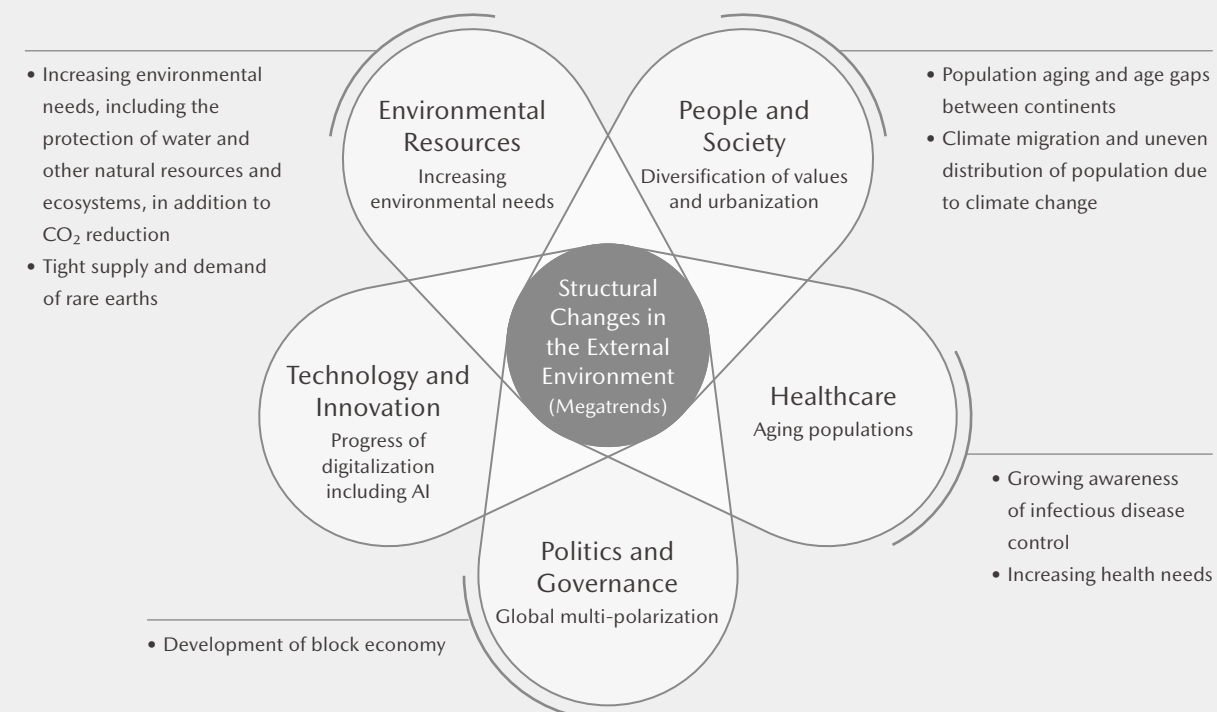 • Increasing environmental
needs, including the
protection of water and
other natural resources and
ecosystems, in addition to
CO₂ reduction
• Tight supply and demand
of rare earths
Environmental
Resources
Increasing
environmental needs
People and
Society
Diversification of values
and urbanization
• Population aging and age gaps
between continents
• Climate migration and uneven
distribution of population due
to climate change
Structural
Changes in
the External
Environment
(Megatrends)
Technology and
Innovation
Progress of
digitalization
including AI
Healthcare
Aging populations
• Growing awareness
of infectious disease
control
• Increasing health needs
Politics and
Governance
Global multi-polarization
• Development of block economy